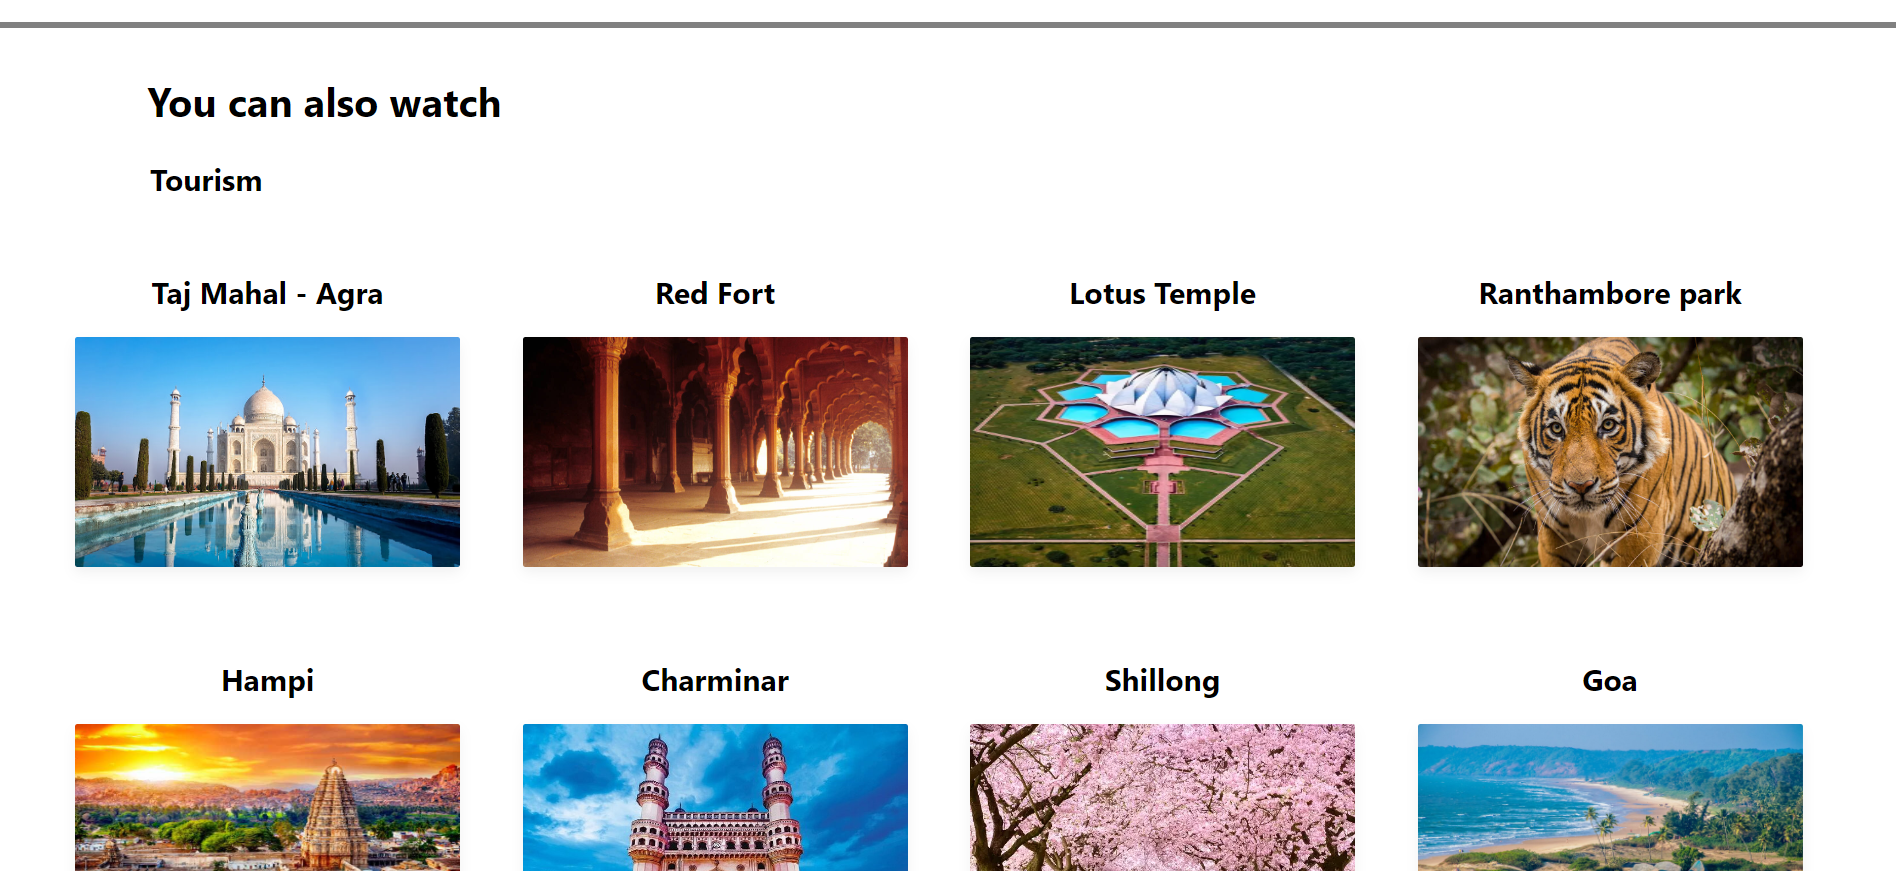 You can also watch
Tourism
Taj Mahal - Agra
Red Fort
Lotus Temple
Ranthambore park
Hampi
Charminar
Shillong
Goa